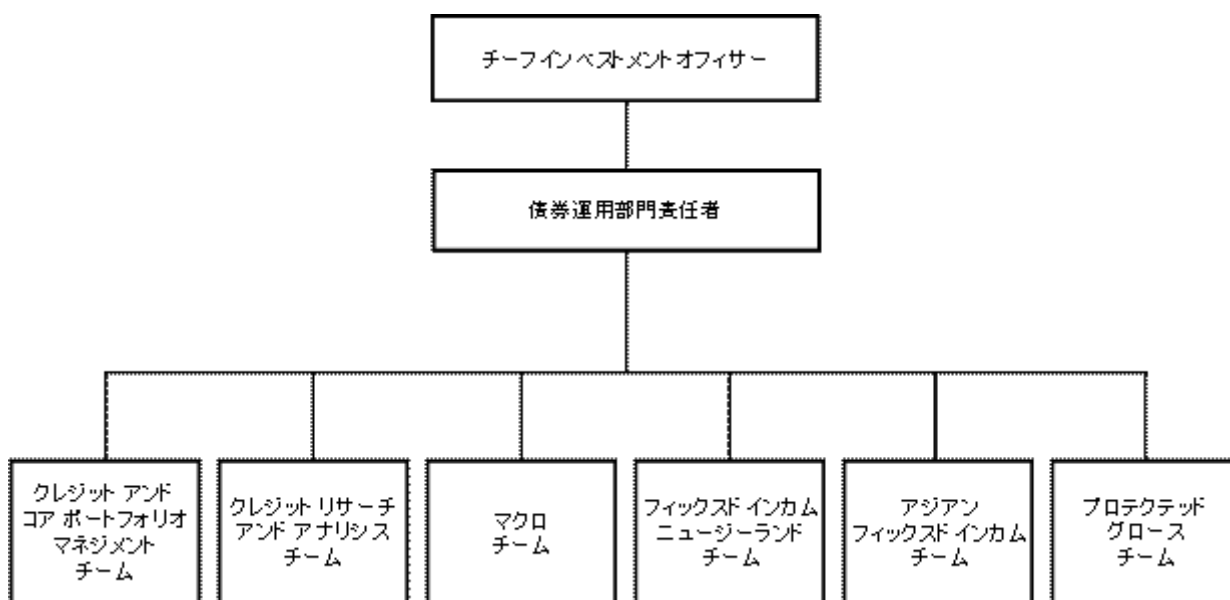 チーフインベストメントオフィサー
債券運用部門責任者
クレジット アンド
コア ポートフォリオ
マネジメント
チーム
クレジット リサーチ
アンド アナリシス
チーム
マクロ
チーム
フィックスド インカム
ニュージーランド
チーム
アジアン
フィックスド インカム
チーム
プロテクテッド
グロース
チーム